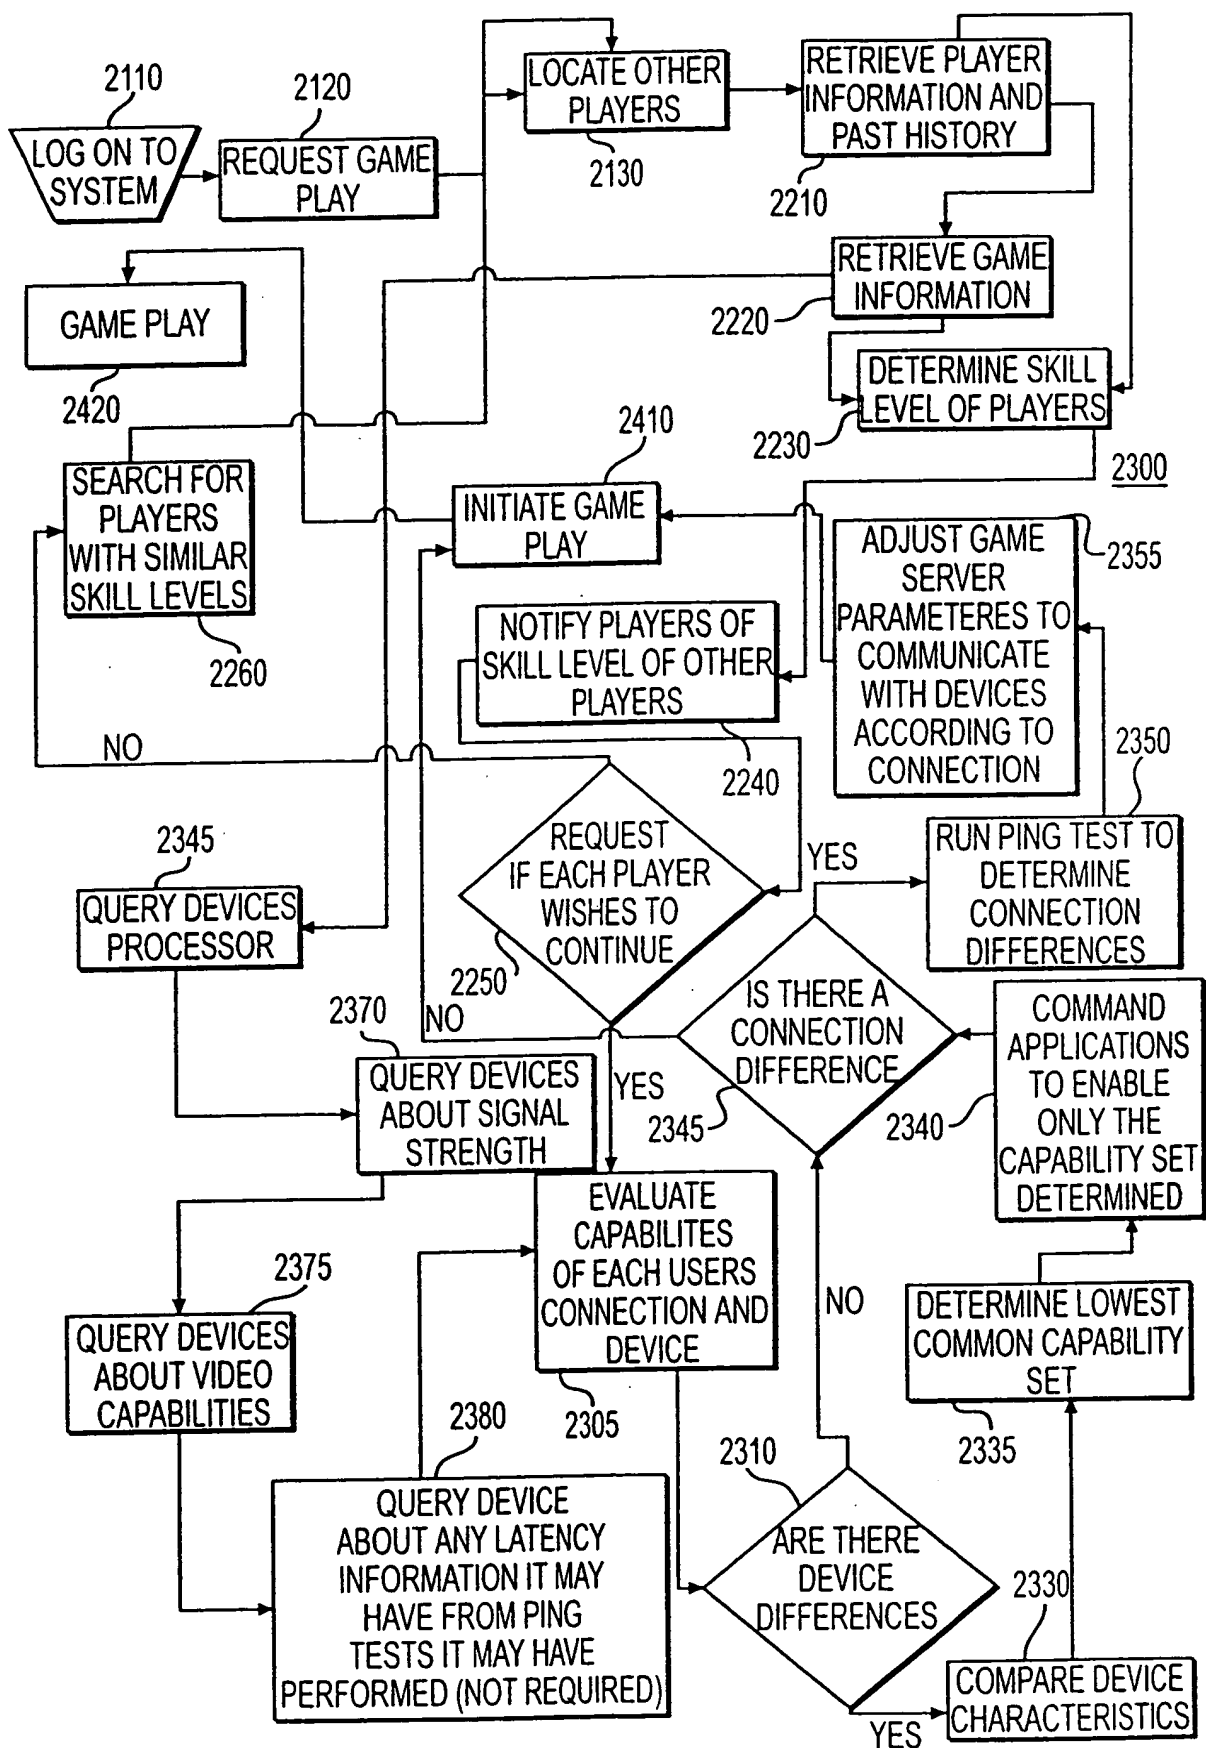 2110
LOG ON TO
SYSTEM
2120
REQUEST GAME
PLAY
LOCATE OTHER
PLAYERS
2130
RETRIEVE PLAYER
INFORMATION AND
PAST HISTORY
2210
RETRIEVE GAME
INFORMATION
2220
GAME PLAY
2420
DETERMINE SKILL
LEVEL OF PLAYERS
2230
2300
SEARCH FOR
PLAYERS
WITH SIMILAR
SKILL LEVELS
2260
2410
INITIATE GAME
PLAY
ADJUST GAME
SERVER
PARAMETERES TO
COMMUNICATE
WITH DEVICES
ACCORDING TO
CONNECTION
2355
NOTIFY PLAYERS OF
SKILL LEVEL OF OTHER
PLAYERS
2240
NO
REQUEST
IF EACH PLAYER
WISHES TO
CONTINUE
2250
YES
2350
RUN PING TEST TO
DETERMINE
CONNECTION
DIFFERENCES
2345
QUERY DEVICES
PROCESSOR
NO
IS THERE A
CONNECTION
DIFFERENCE
2345
COMMAND
APPLICATIONS
TO ENABLE
ONLY THE
CAPABILITY SET
DETERMINED
2340
2370
QUERY DEVICES
ABOUT SIGNAL
STRENGTH
YES
EVALUATE
CAPABILITES
OF EACH USERS
CONNECTION AND
DEVICE
2305
NO
2375
QUERY DEVICES
ABOUT VIDEO
CAPABILITIES
DETERMINE LOWEST
COMMON CAPABILITY
SET
2335
2380
QUERY DEVICE
ABOUT ANY LATENCY
INFORMATION IT MAY
HAVE FROM PING
TESTS IT MAY HAVE
PERFORMED (NOT REQUIRED)
2310
ARE THERE
DEVICE
DIFFERENCES
YES
2330
COMPARE DEVICE
CHARACTERISTICS